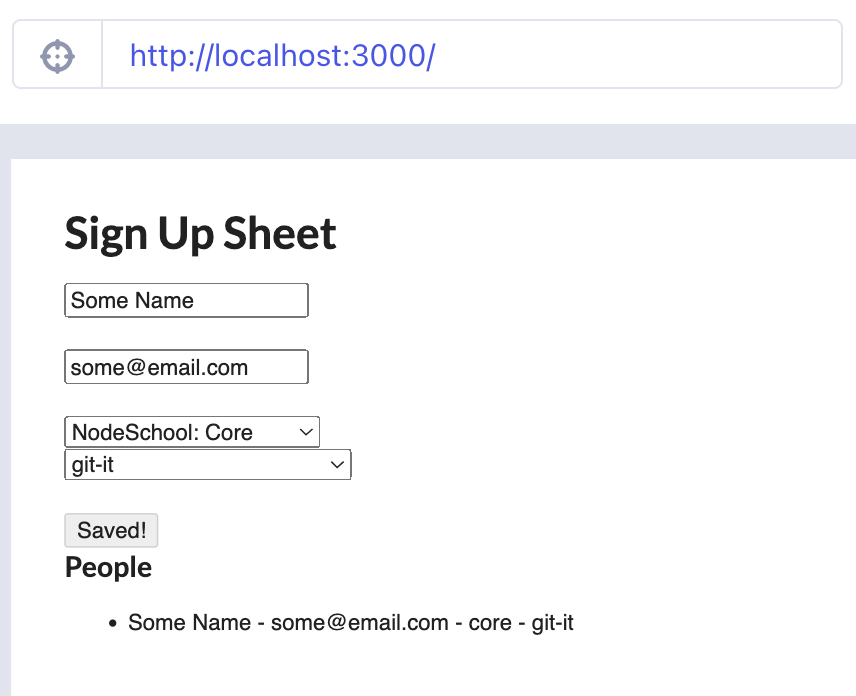 http://localhost:3000/
Sign Up Sheet
Some Name
some@email.com
NodeSchool: Core
git-it
Saved!
People
• Some Name - some@email.com - core - git-it